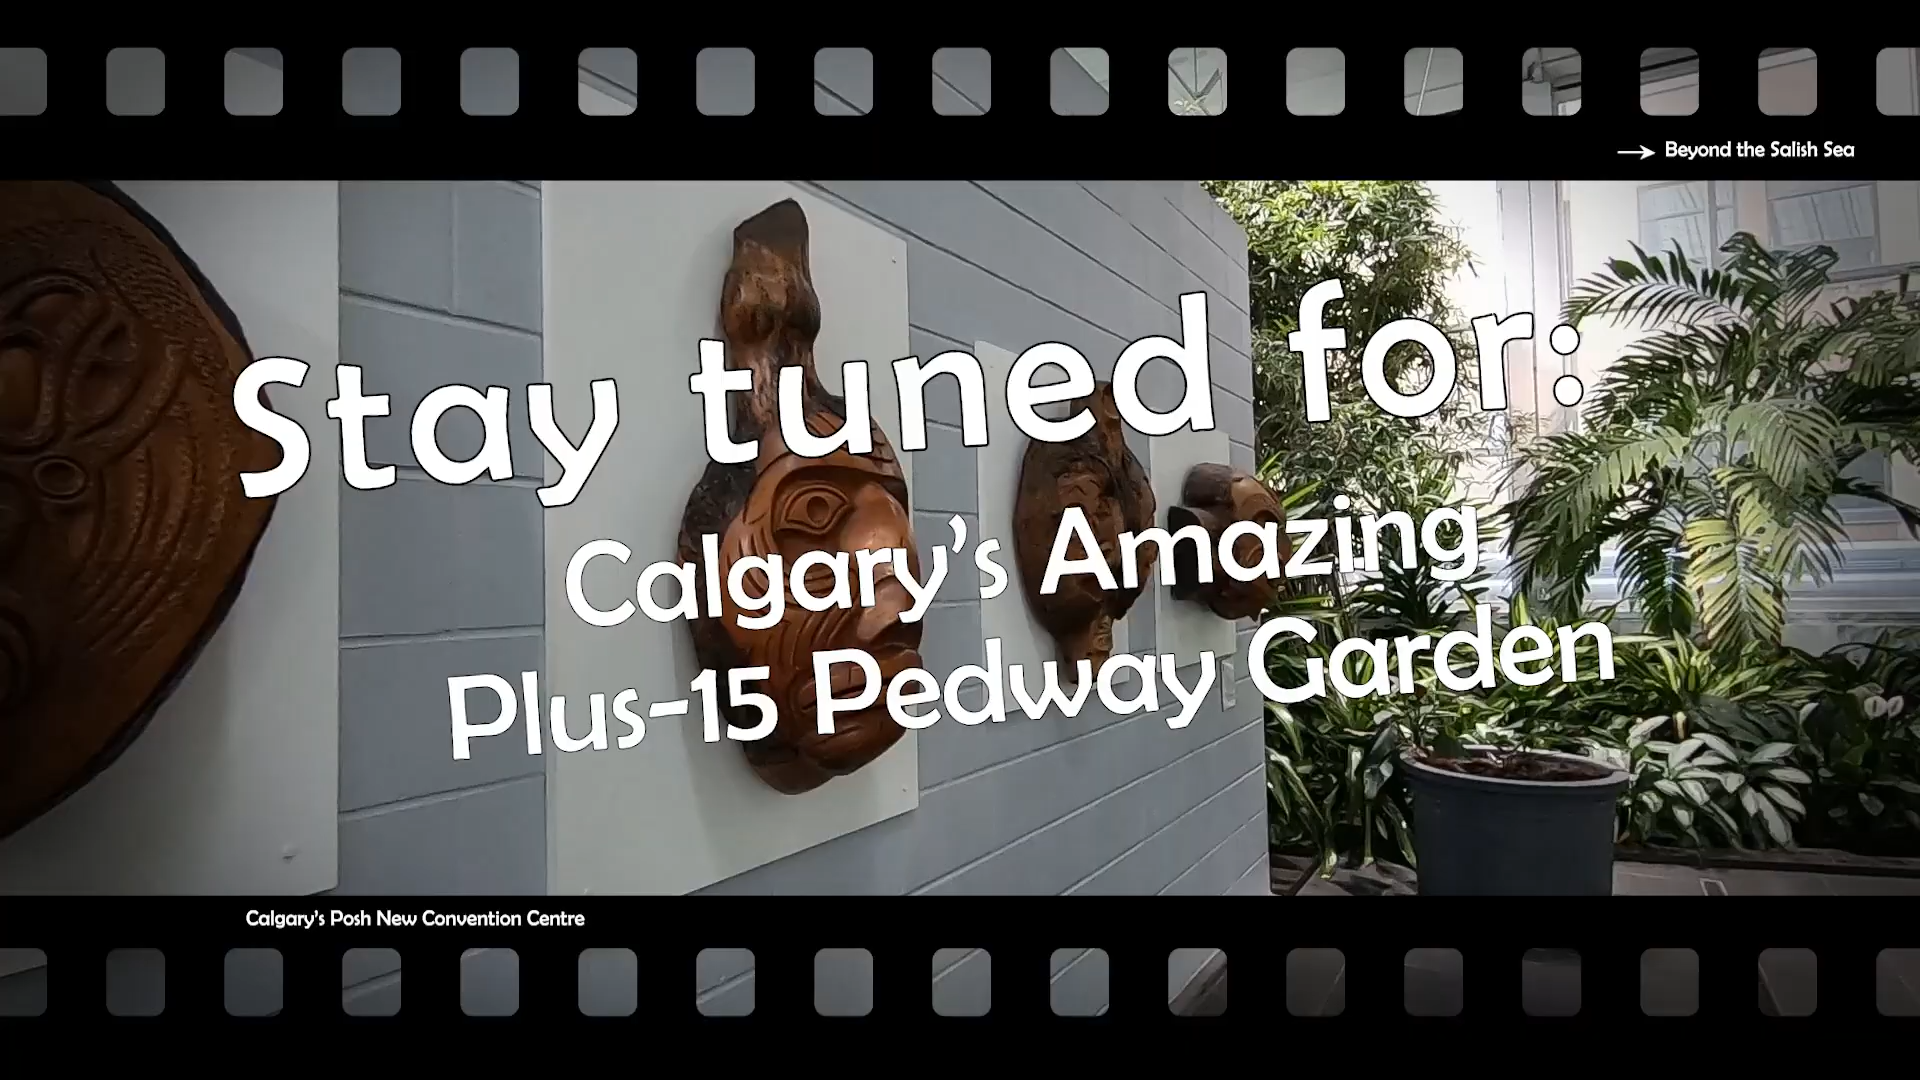 → Beyond the Salish Sea
Stay tuned for:
Calgary’s Amazing
Plus-15 Pedway Garden
Calgary’s Posh New Convention Centre